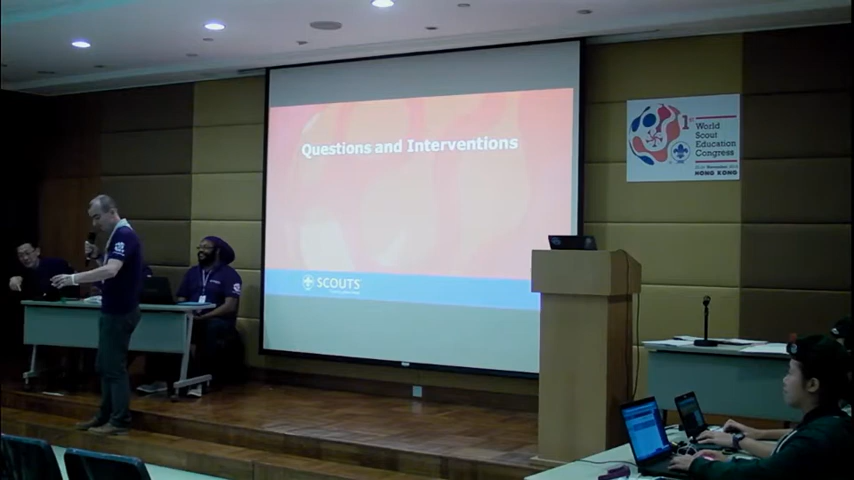 Questions and Interventions
SCOUTS
1st World
Scout
Education
Congress
HONG KONG